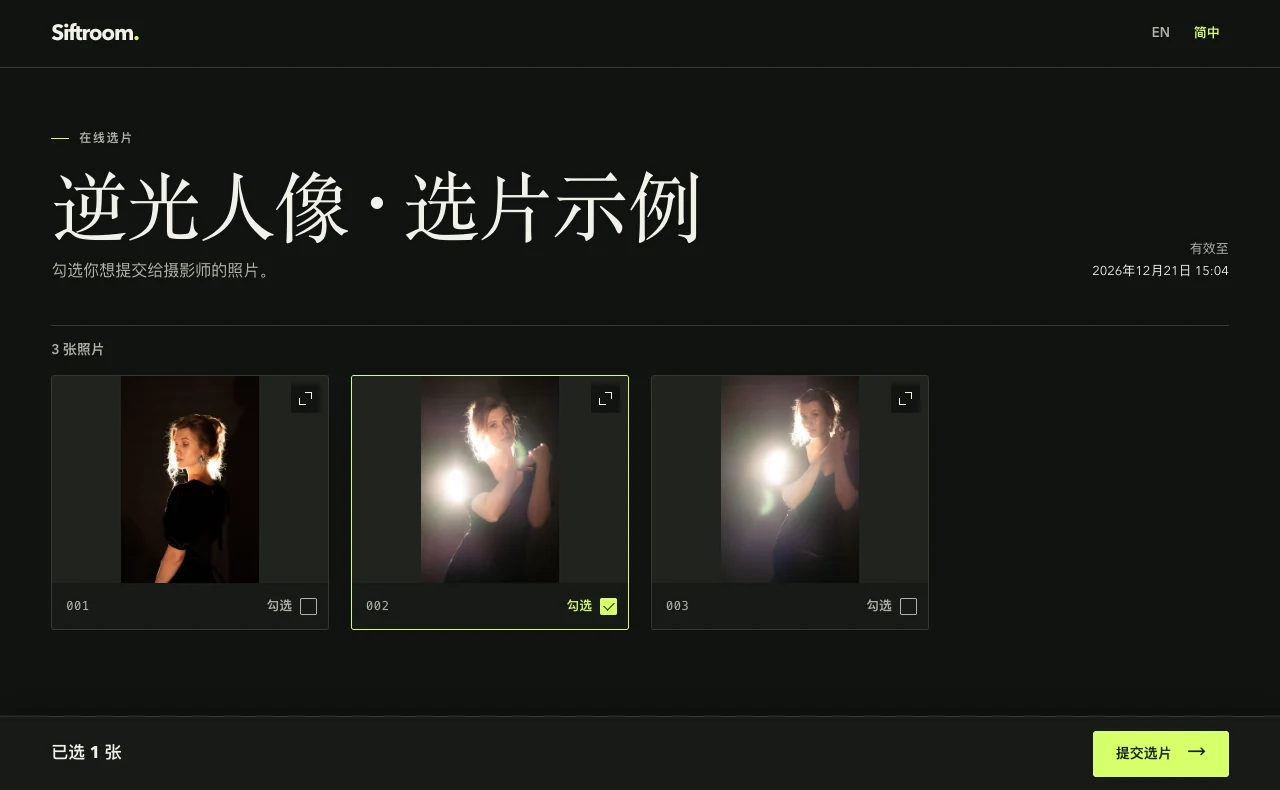 Siftroom.
EN 简中
在线选片
逆光人像·选片示例
勾选你想提交给摄影师的照片。
有效至
2026年12月21日 15:04
3 张照片
001 勾选
002 勾选
003 勾选
已选 1 张
提交选片 →